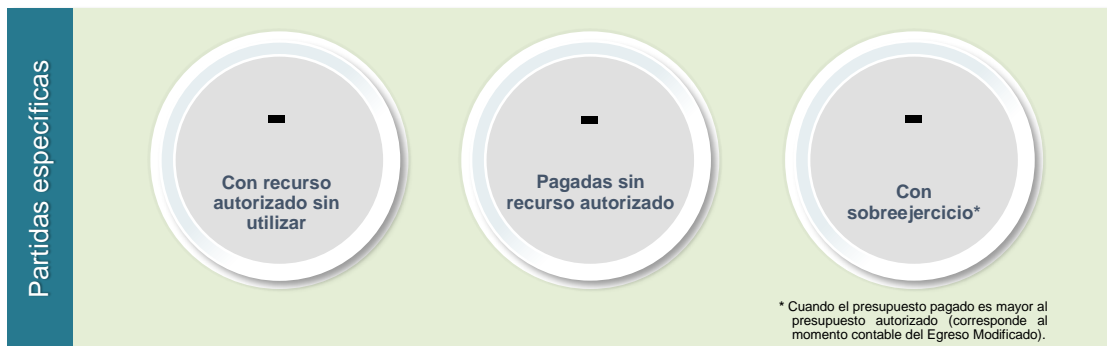 Partidas específicas
-
Con recurso
autorizado sin
utilizar
-
Pagadas sin
recurso autorizado
-
Con
sobreejercicio*
* Cuando el presupuesto pagado es mayor al
presupuesto autorizado (corresponde al
momento contable del Egreso Modificado).